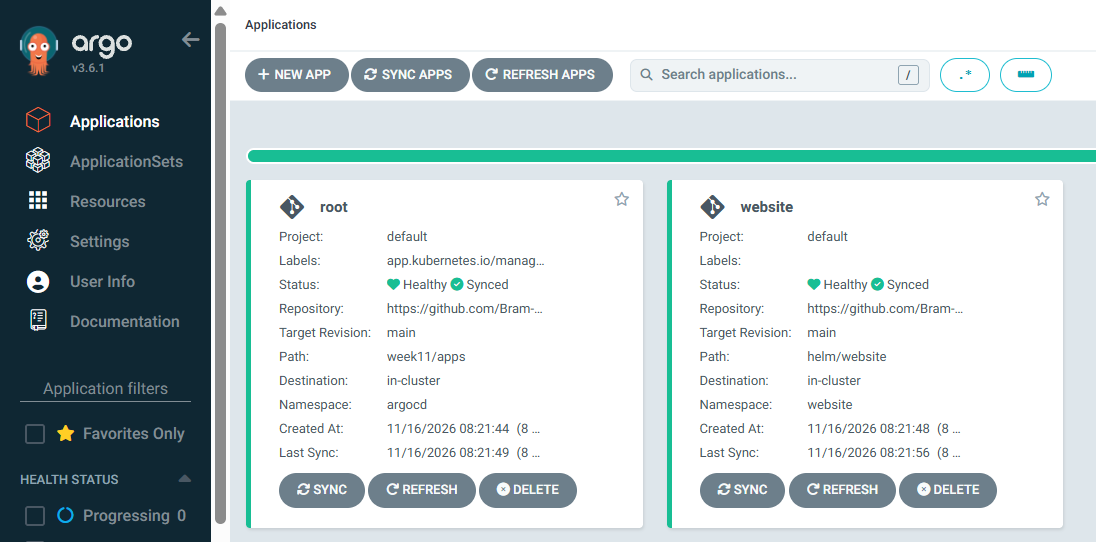 argo
v3.6.1
Applications
ApplicationSets
Resources
Settings
User Info
Documentation
Application filters
Favorites Only
HEALTH STATUS
Progressing 0
Applications
+ NEW APP
SYNC APPS
REFRESH APPS
Search applications...
/
.*
root
Project: default
Labels: app.kubernetes.io/manag...
Status: Healthy Synced
Repository: https://github.com/Bram-...
Target Revision: main
Path: week11/apps
Destination: in-cluster
Namespace: argocd
Created At: 11/16/2026 08:21:44 (8 ...
Last Sync: 11/16/2026 08:21:49 (8 ...
SYNC
REFRESH
DELETE
website
Project: default
Labels:
Status: Healthy Synced
Repository: https://github.com/Bram-...
Target Revision: main
Path: helm/website
Destination: in-cluster
Namespace: website
Created At: 11/16/2026 08:21:48 (8 ...
Last Sync: 11/16/2026 08:21:56 (8 ...
SYNC
REFRESH
DELETE